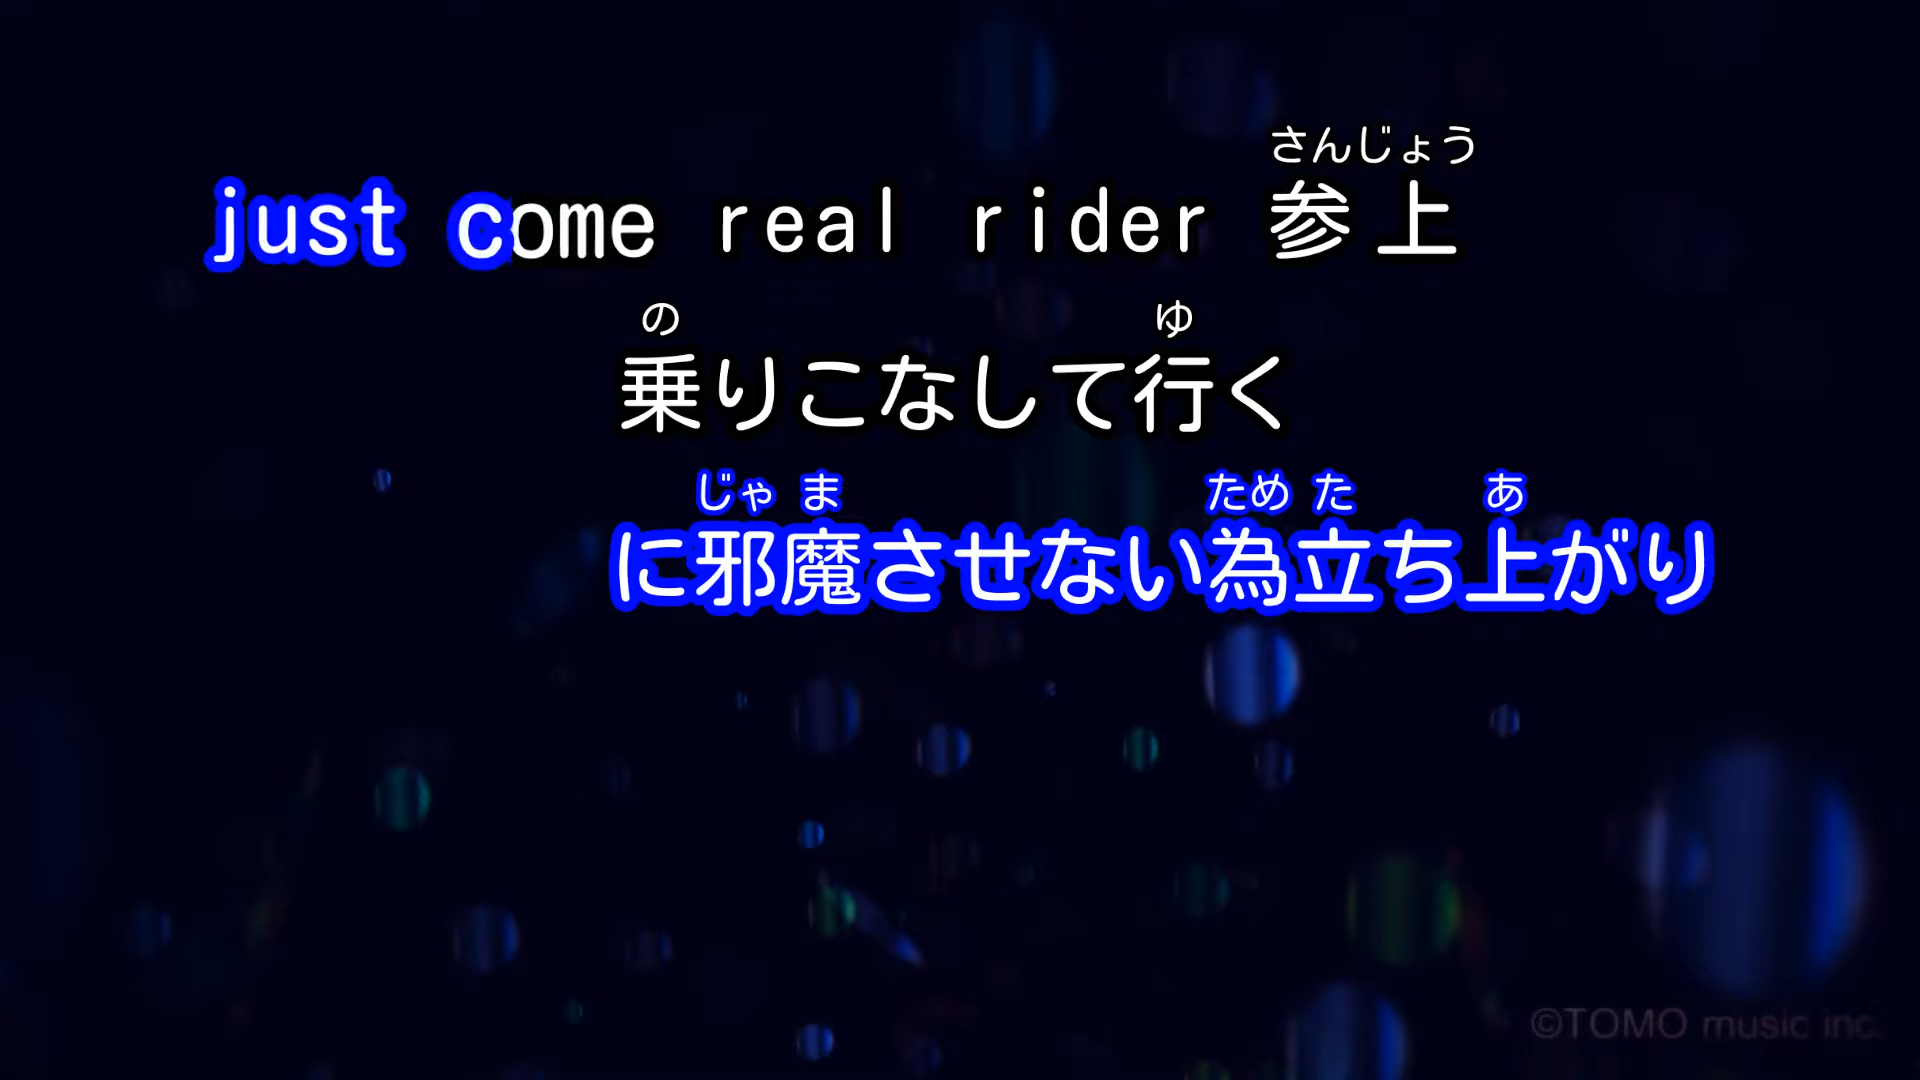 さんじょう
just come real rider 参上
の ゆ
乗りこなして行く
じゃ ま ため た あ
に邪魔させない為立ち上がり
©TOMO music inc.